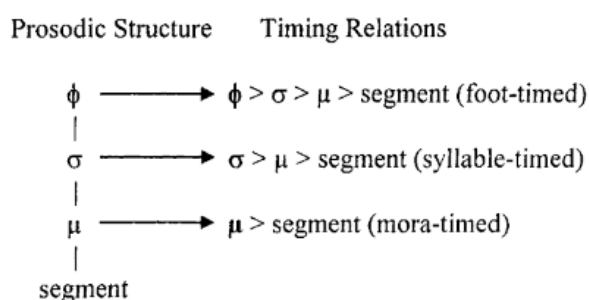 Prosodic Structure Timing Relations
ϕ ϕ > σ > μ > segment (foot-timed)
σ σ > μ > segment (syllable-timed)
μ μ > segment (mora-timed)
segment